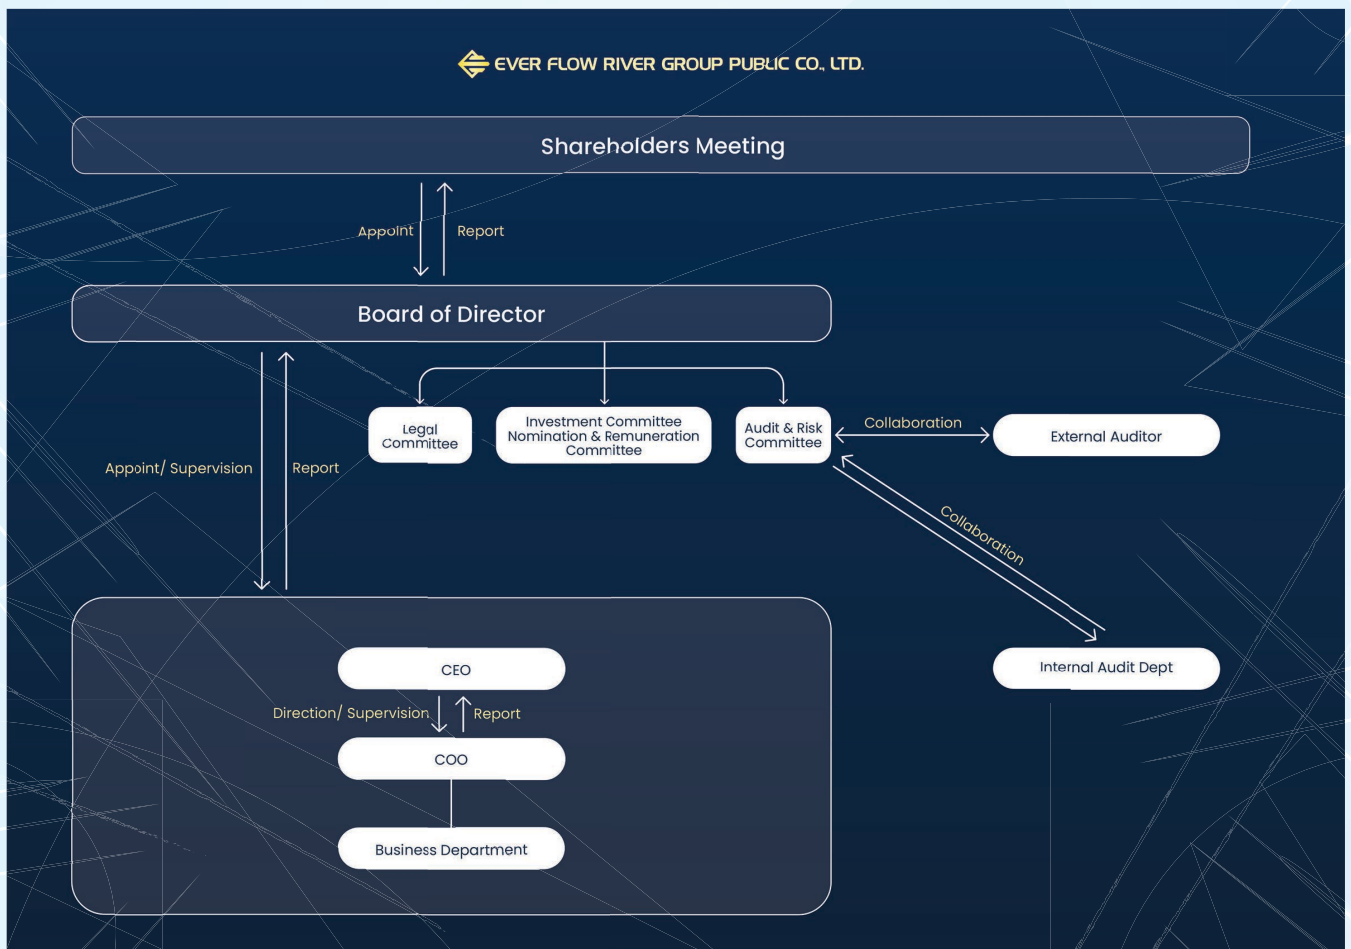 EVER FLOW RIVER GROUP PUBLIC CO., LTD.
Shareholders Meeting
Appoint
Report
Board of Director
Legal
Committee
Investment Committee
Nomination & Remuneration
Committee
Audit & Risk
Committee
Collaboration
External Auditor
Appoint/ Supervision
Report
Collaboration
CEO
Internal Audit Dept
Direction/ Supervision
Report
COO
Business Department